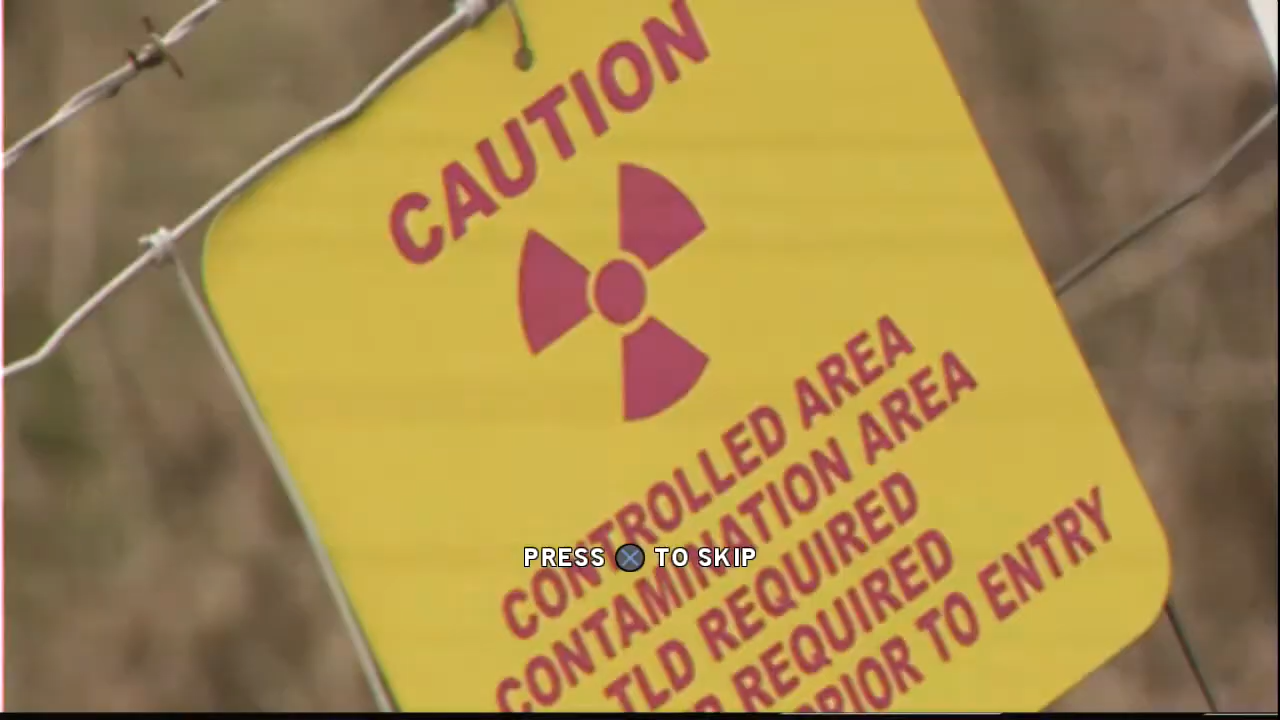 CAUTION
CONTROLLED AREA
CONTAMINATION AREA
TLD REQUIRED
REQUIRED
PRIOR TO ENTRY
PRESS TO SKIP